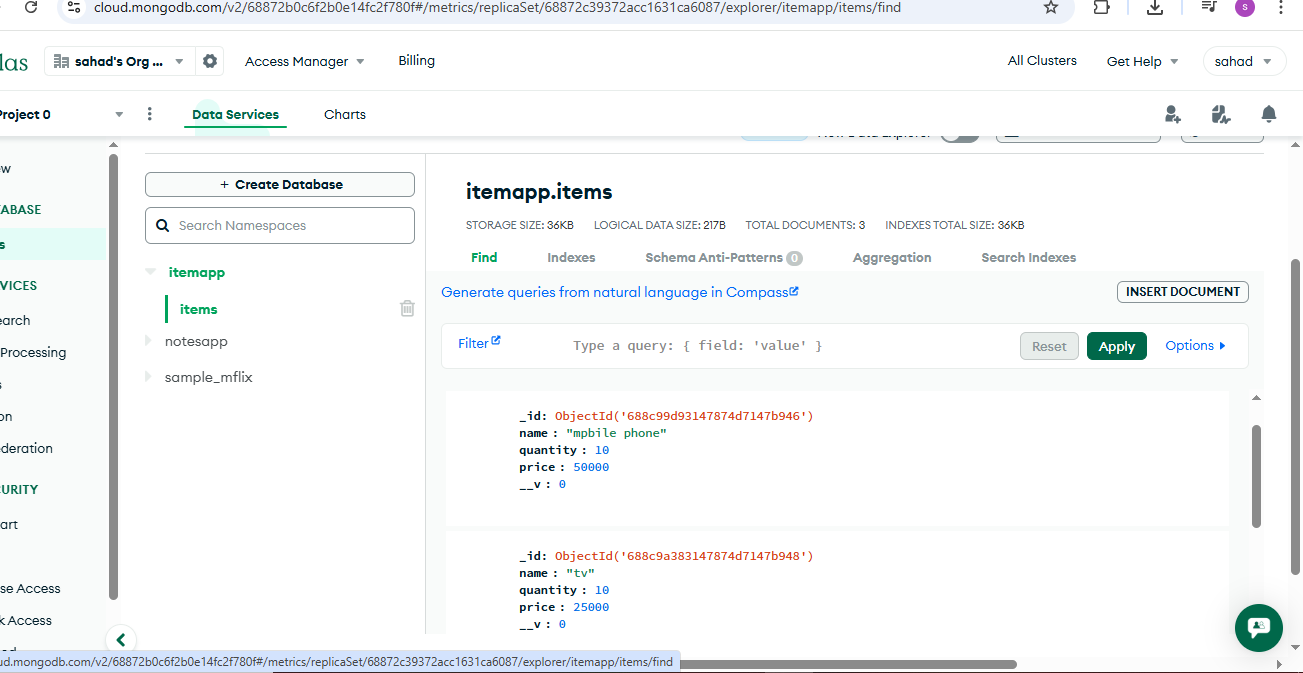 cloud.mongodb.com/v2/68872b0c6f2b0e14fc2f780f#/metrics/replicaSet/68872c39372acc1631ca6087/explorer/itemapp/items/find
s
las
sahad's Org ...
Access Manager
Billing
All Clusters
Get Help
sahad
Project 0
Data Services
Charts
+ Create Database
Search Namespaces
itemapp
items
notesapp
sample_mflix
itemapp.items
STORAGE SIZE: 36KB LOGICAL DATA SIZE: 217B TOTAL DOCUMENTS: 3 INDEXES TOTAL SIZE: 36KB
Find Indexes Schema Anti-Patterns 0 Aggregation Search Indexes
Generate queries from natural language in Compass
INSERT DOCUMENT
Filter
Type a query: { field: 'value' }
Reset
Apply
Options
_id: ObjectId('688c99d93147874d7147b946')
name : "mpbile phone"
quantity : 10
price : 50000
__v : 0
_id: ObjectId('688c9a383147874d7147b948')
name : "tv"
quantity : 10
price : 25000
__v : 0
ew
TABASE
s
VICES
earch
Processing
s
on
deration
CURITY
art
se Access
k Access
ud.mongodb.com/v2/68872b0c6f2b0e14fc2f780f#/metrics/replicaSet/68872c39372acc1631ca6087/explorer/itemapp/items/find